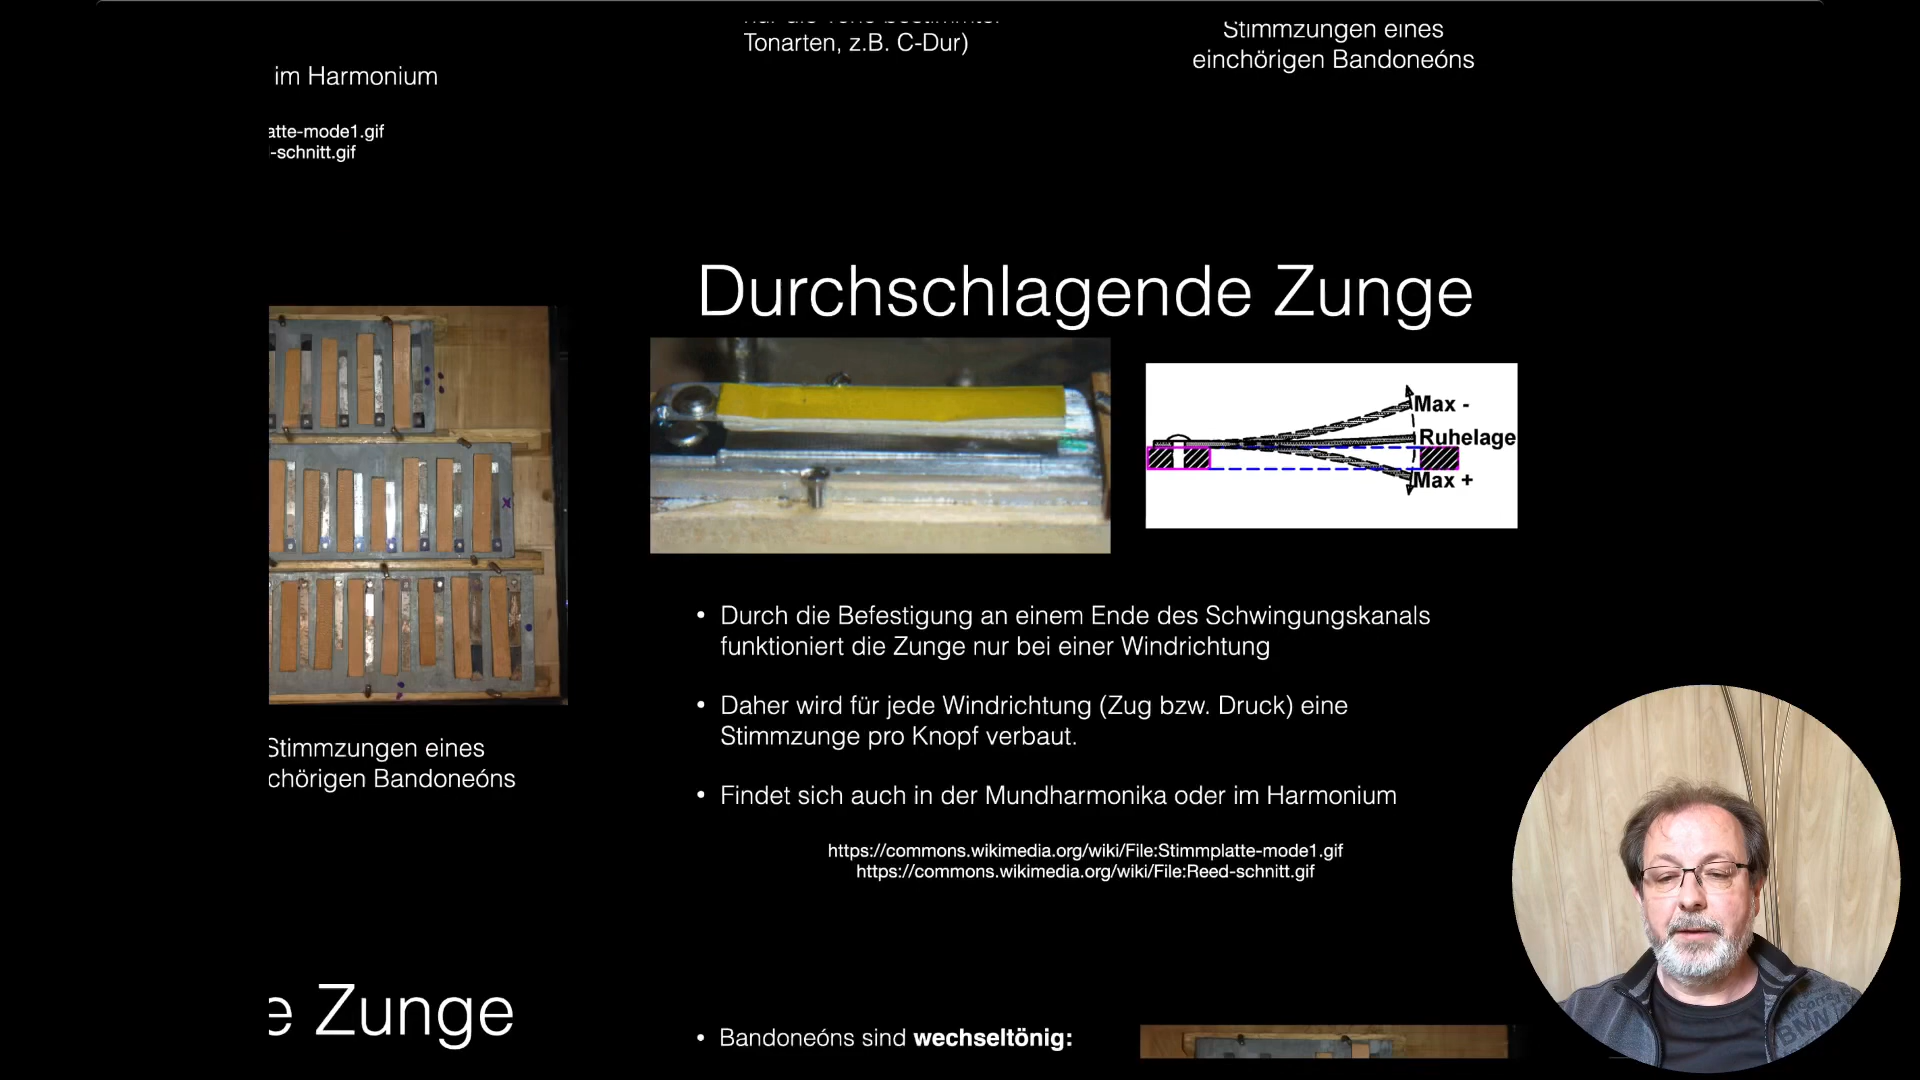 Tonarten, z.B. C-Dur)
Stimmzungen eines
einchörigen Bandoneóns
im Harmonium
atte-mode1.gif
-schnitt.gif
Durchschlagende Zunge
Max -
Ruhelage
Max +
• Durch die Befestigung an einem Ende des Schwingungskanals
funktioniert die Zunge nur bei einer Windrichtung
• Daher wird für jede Windrichtung (Zug bzw. Druck) eine
Stimmzunge pro Knopf verbaut.
• Findet sich auch in der Mundharmonika oder im Harmonium
https://commons.wikimedia.org/wiki/File:Stimmplatte-mode1.gif
https://commons.wikimedia.org/wiki/File:Reed-schnitt.gif
Stimmzungen eines
chörigen Bandoneóns
e Zunge
• Bandoneóns sind wechseltönig:
BMW